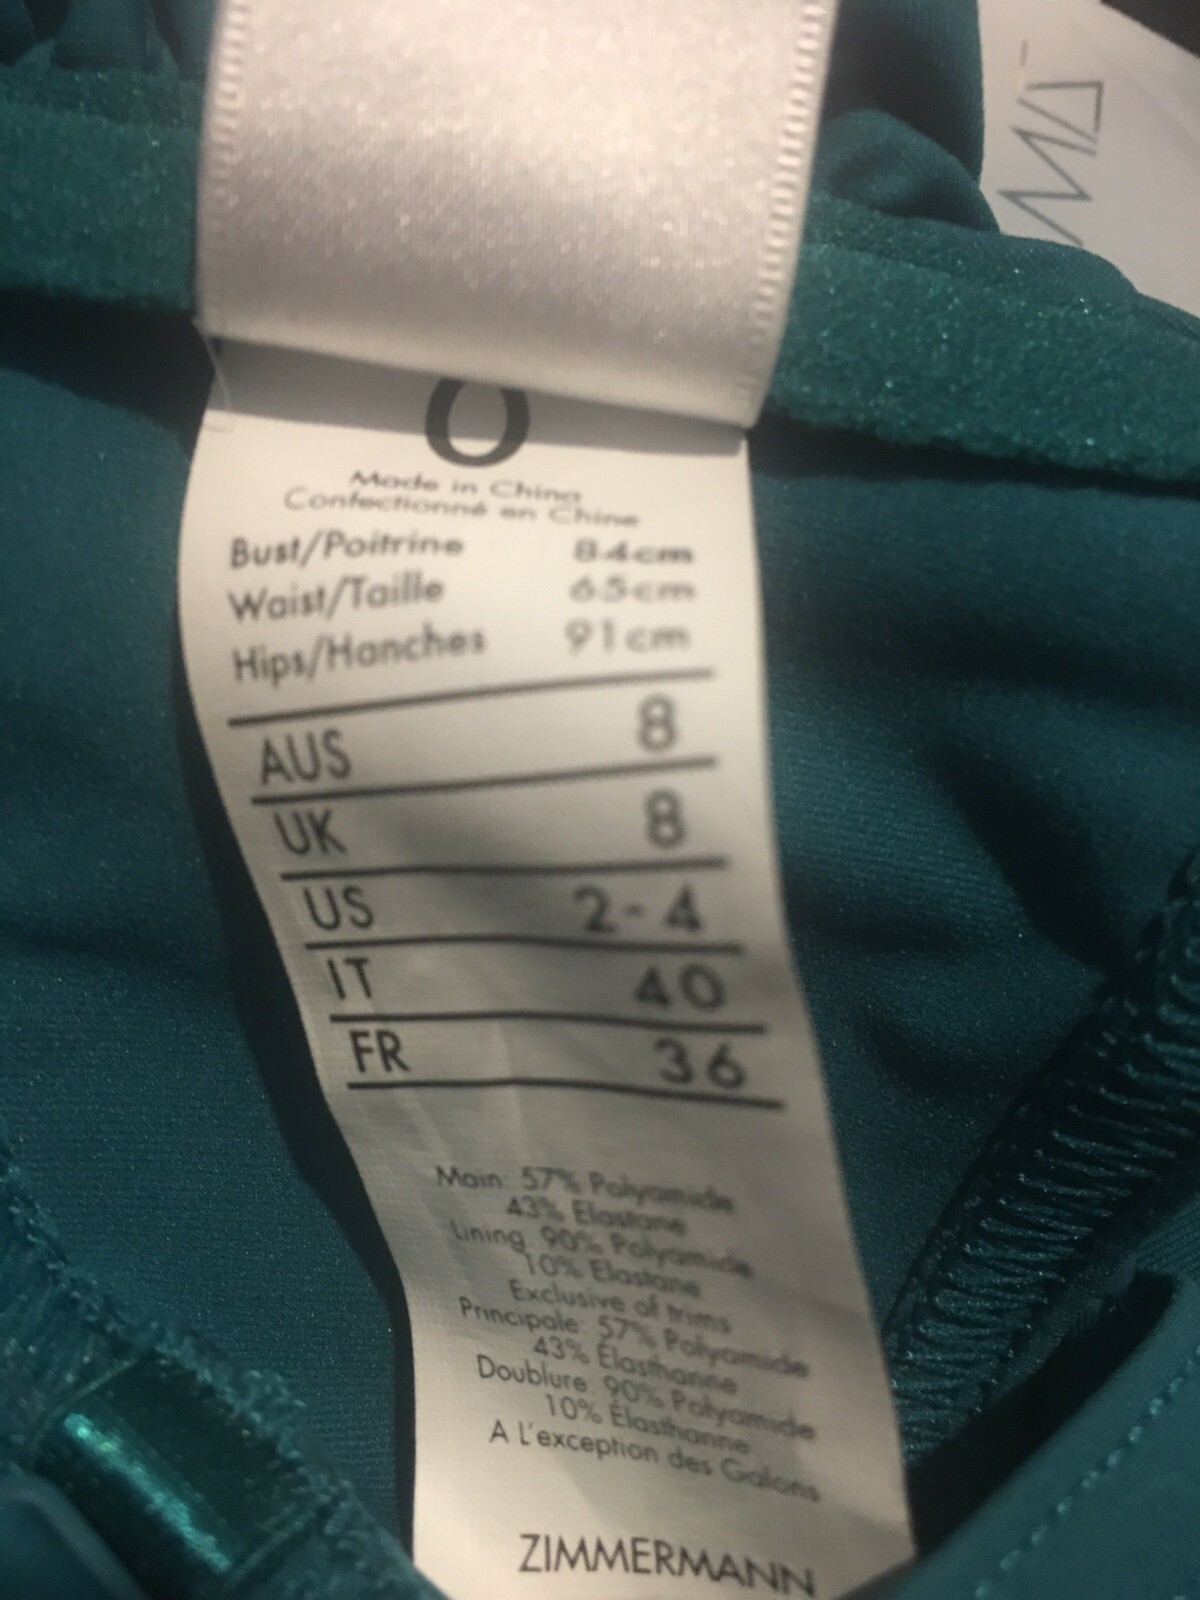 0
Made in China
Confectionné en Chine
Bust/Poitrine 84cm
Waist/Taille 65cm
Hips/Hanches 91cm
AUS 8
UK 8
US 2-4
IT 40
FR 36
Main: 57% Polyamide
43% Elastane
Lining: 90% Polyamide
10% Elastane
Exclusive of trims
Principale: 57% Polyamide
43% Élasthanne
Doublure: 90% Polyamide
10% Élasthanne
A L'exception des Galons
ZIMMERMANN